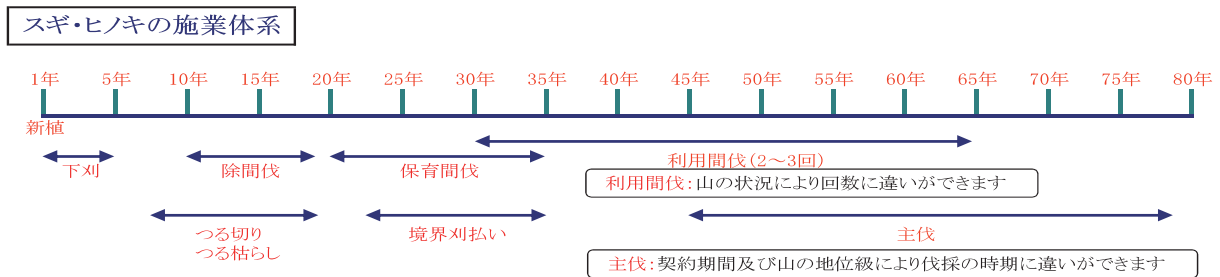 スギ・ヒノキの施業体系
1年 5年 10年 15年 20年 25年 30年 35年 40年 45年 50年 55年 60年 65年 70年 75年 80年
新植
下刈 除間伐 保育間伐 利用間伐(2〜3回)
利用間伐:山の状況により回数に違いができます
つる切り 境界刈払い 主伐
つる枯らし
主伐:契約期間及び山の地位級により伐採の時期に違いができます